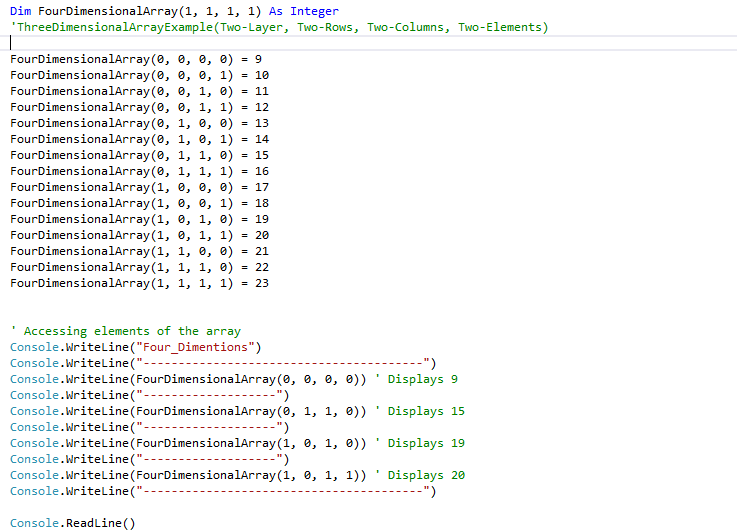 Dim FourDimensionalArray(1, 1, 1, 1) As Integer
'ThreeDimensionalArrayExample(Two-Layer, Two-Rows, Two-Columns, Two-Elements)
FourDimensionalArray(0, 0, 0, 0) = 9
FourDimensionalArray(0, 0, 0, 1) = 10
FourDimensionalArray(0, 0, 1, 0) = 11
FourDimensionalArray(0, 0, 1, 1) = 12
FourDimensionalArray(0, 1, 0, 0) = 13
FourDimensionalArray(0, 1, 0, 1) = 14
FourDimensionalArray(0, 1, 1, 0) = 15
FourDimensionalArray(0, 1, 1, 1) = 16
FourDimensionalArray(1, 0, 0, 0) = 17
FourDimensionalArray(1, 0, 0, 1) = 18
FourDimensionalArray(1, 0, 1, 0) = 19
FourDimensionalArray(1, 0, 1, 1) = 20
FourDimensionalArray(1, 1, 0, 0) = 21
FourDimensionalArray(1, 1, 1, 0) = 22
FourDimensionalArray(1, 1, 1, 1) = 23
' Accessing elements of the array
Console.WriteLine("Four_Dimentions")
Console.WriteLine("----------------------------------------")
Console.WriteLine(FourDimensionalArray(0, 0, 0, 0)) ' Displays 9
Console.WriteLine("-------------------")
Console.WriteLine(FourDimensionalArray(0, 1, 1, 0)) ' Displays 15
Console.WriteLine("-------------------")
Console.WriteLine(FourDimensionalArray(1, 0, 1, 0)) ' Displays 19
Console.WriteLine("-------------------")
Console.WriteLine(FourDimensionalArray(1, 0, 1, 1)) ' Displays 20
Console.WriteLine("----------------------------------------")
Console.ReadLine()